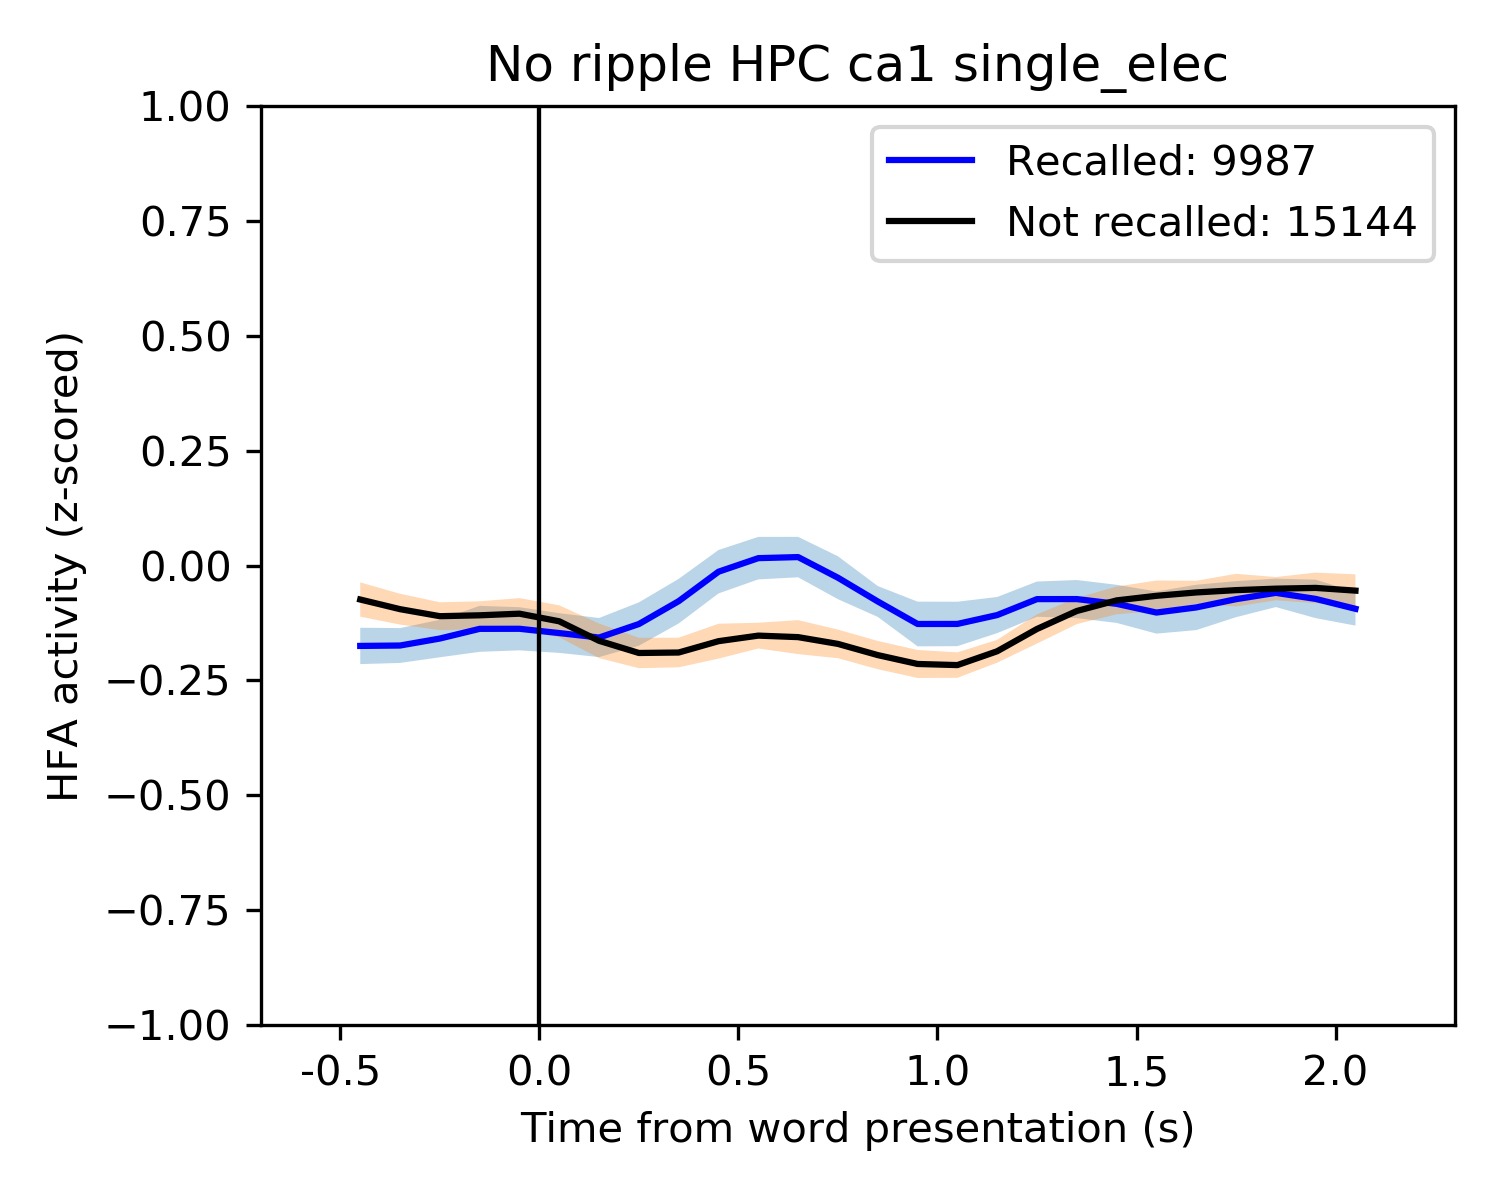 No ripple HPC ca1 single_elec
Recalled: 9987
Not recalled: 15144
HFA activity (z-scored)
1.00
0.75
0.50
0.25
0.00
−0.25
−0.50
−0.75
−1.00
-0.5 0.0 0.5 1.0 1.5 2.0
Time from word presentation (s)